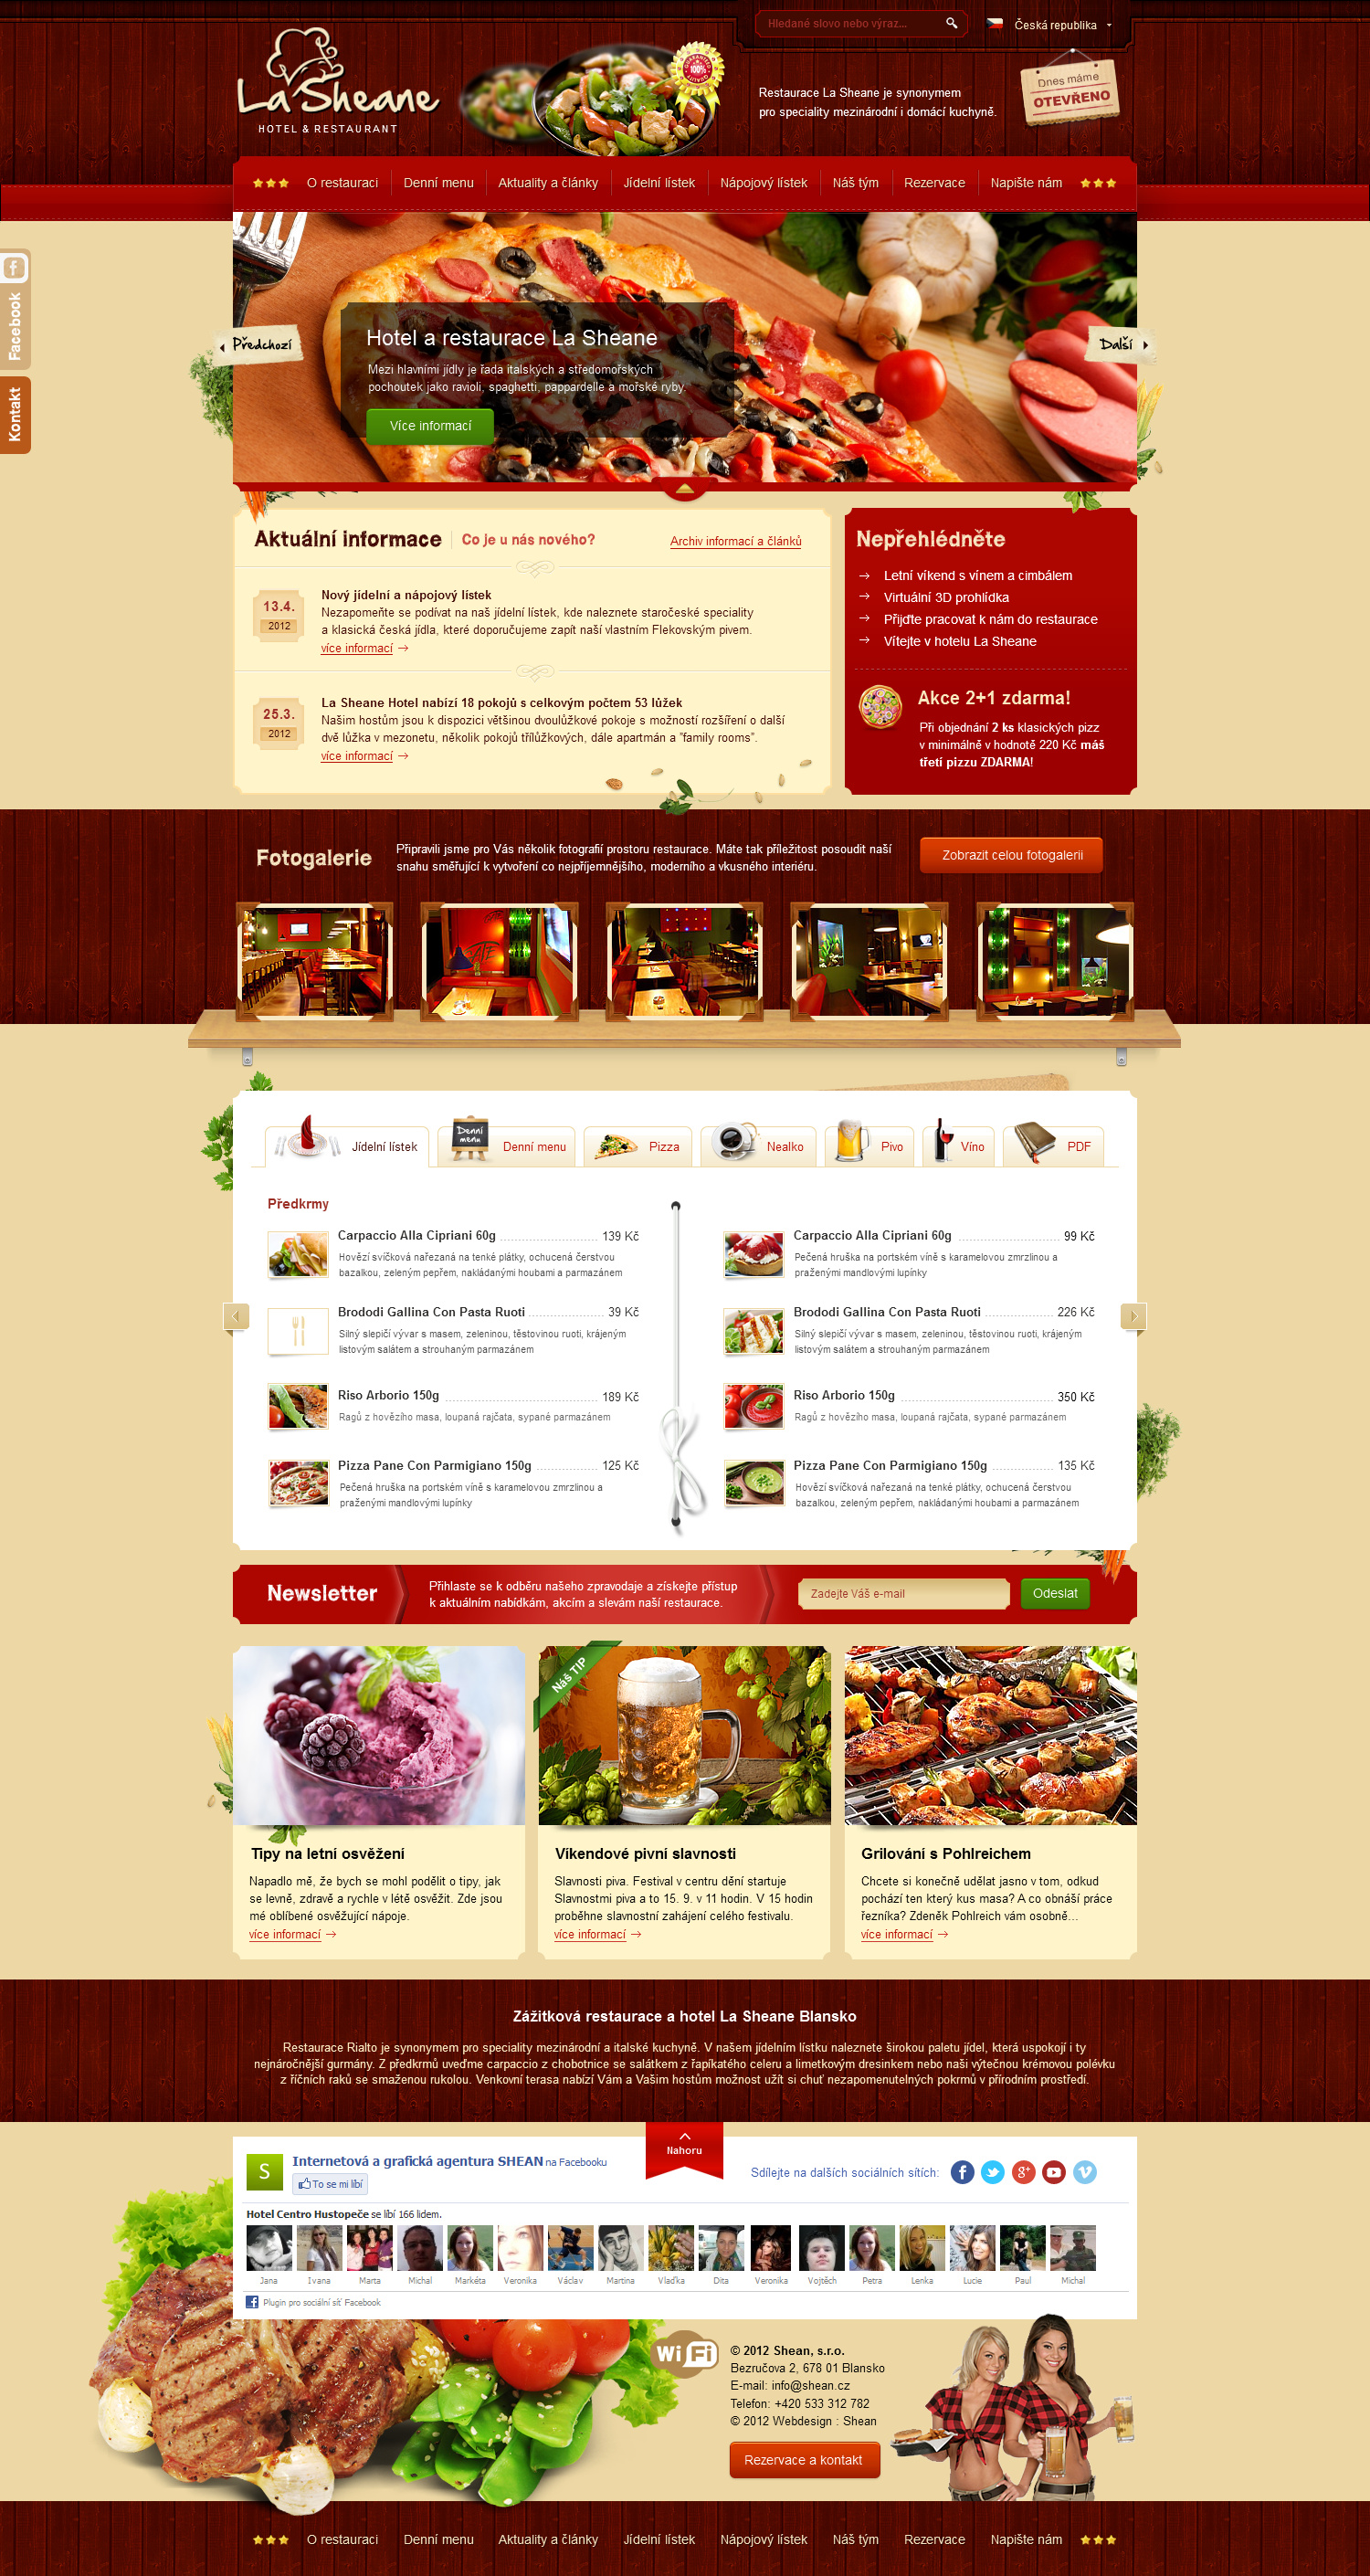 Hledané slovo nebo výraz...
Česká republika
La Sheane
HOTEL & RESTAURANT
100%
Restaurace La Sheane je synonymem
pro speciality mezinárodní i domácí kuchyně.
Dnes máme
OTEVŘENO
O restauraci
Denní menu
Aktuality a články
Jídelní lístek
Nápojový lístek
Náš tým
Rezervace
Napište nám
Facebook
Kontakt
Předchozí
Další
Hotel a restaurace La Sheane
Mezi hlavními jídly je řada italských a středomořských
pochoutek jako ravioli, spaghetti, pappardelle a mořské ryby.
Více informací
Aktuální informace
Co je u nás nového?
Archiv informací a článků
13.4.
2012
Nový jídelní a nápojový lístek
Nezapomeňte se podívat na naš jídelní lístek, kde naleznete staročeské speciality
a klasická česká jídla, které doporučujeme zapít naší vlastním Flekovským pivem.
více informací
25.3.
2012
La Sheane Hotel nabízí 18 pokojů s celkovým počtem 53 lůžek
Našim hostům jsou k dispozici většinou dvoulůžkové pokoje s možností rozšíření o další
dvě lůžka v mezonetu, několik pokojů třílůžkových, dále apartmán a "family rooms".
více informací
Nepřehlédněte
Letní víkend s vínem a cimbálem
Virtuální 3D prohlídka
Přijďte pracovat k nám do restaurace
Vítejte v hotelu La Sheane
Akce 2+1 zdarma!
Při objednání 2 ks klasických pizz
v minimálně v hodnotě 220 Kč máš
třetí pizzu ZDARMA!
Fotogalerie
Připravili jsme pro Vás několik fotografií prostoru restaurace. Máte tak příležitost posoudit naší
snahu směřující k vytvoření co nejpříjemnějšího, moderního a vkusného interiéru.
Zobrazit celou fotogalerii
Jídelní lístek
Denní menu
Denní menu
Pizza
Nealko
Pivo
Víno
PDF
Předkrmy
Carpaccio Alla Cipriani 60g 139 Kč
Hovězí svíčková nařezaná na tenké plátky, ochucená čerstvou
bazalkou, zeleným pepřem, nakládanými houbami a parmazánem
Brododi Gallina Con Pasta Ruoti 39 Kč
Silný slepičí vývar s masem, zeleninou, těstovinou ruoti, krájeným
listovým salátem a strouhaným parmazánem
Riso Arborio 150g 189 Kč
Ragů z hovězího masa, loupaná rajčata, sypané parmazánem
Pizza Pane Con Parmigiano 150g 125 Kč
Pečená hruška na portském víně s karamelovou zmrzlinou a
praženými mandlovými lupínky
Carpaccio Alla Cipriani 60g 99 Kč
Pečená hruška na portském víně s karamelovou zmrzlinou a
praženými mandlovými lupínky
Brododi Gallina Con Pasta Ruoti 226 Kč
Silný slepičí vývar s masem, zeleninou, těstovinou ruoti, krájeným
listovým salátem a strouhaným parmazánem
Riso Arborio 150g 350 Kč
Ragů z hovězího masa, loupaná rajčata, sypané parmazánem
Pizza Pane Con Parmigiano 150g 135 Kč
Hovězí svíčková nařezaná na tenké plátky, ochucená čerstvou
bazalkou, zeleným pepřem, nakládanými houbami a parmazánem
Newsletter
Přihlaste se k odběru našeho zpravodaje a získejte přístup
k aktuálním nabídkám, akcím a slevám naší restaurace.
Zadejte Váš e-mail
Odeslat
Tipy na letní osvěžení
Napadlo mě, že bych se mohl podělit o tipy, jak
se levně, zdravě a rychle v létě osvěžit. Zde jsou
mé oblíbené osvěžující nápoje.
více informací
Náš TIP
Víkendové pivní slavnosti
Slavnosti piva. Festival v centru dění startuje
Slavnostmi piva a to 15. 9. v 11 hodin. V 15 hodin
proběhne slavnostní zahájení celého festivalu.
více informací
Grilování s Pohlreichem
Chcete si konečně udělat jasno v tom, odkud
pochází ten který kus masa? A co obnáší práce
řezníka? Zdeněk Pohlreich vám osobně...
více informací
Zážitková restaurace a hotel La Sheane Blansko
Restaurace Rialto je synonymem pro speciality mezinárodní a italské kuchyně. V našem jídelním lístku naleznete širokou paletu jídel, která uspokojí i ty
nejnáročnější gurmány. Z předkrmů uveďme carpaccio z chobotnice se salátkem z řapíkatého celeru a limetkovým dresinkem nebo naši výtečnou krémovou polévku
z říčních raků se smaženou rukolou. Venkovní terasa nabízí Vám a Vašim hostům možnost užít si chuť nezapomenutelných pokrmů v přírodním prostředí.
Nahoru
S
Internetová a grafická agentura SHEAN na Facebooku
To se mi líbí
Sdílejte na dalších sociálních sítích:
Hotel Centro Hustopeče se líbí 166 lidem.
Jana
Ivana
Marta
Michal
Markéta
Veronika
Václav
Martina
Vlaďka
Dita
Veronika
Vojtěch
Petra
Lenka
Lucie
Paul
Michal
Plugin pro sociální síť Facebook
WiFi
© 2012 Shean, s.r.o.
Bezručova 2, 678 01 Blansko
E-mail: info@shean.cz
Telefon: +420 533 312 782
© 2012 Webdesign : Shean
Rezervace a kontakt
O restauraci
Denní menu
Aktuality a články
Jídelní lístek
Nápojový lístek
Náš tým
Rezervace
Napište nám